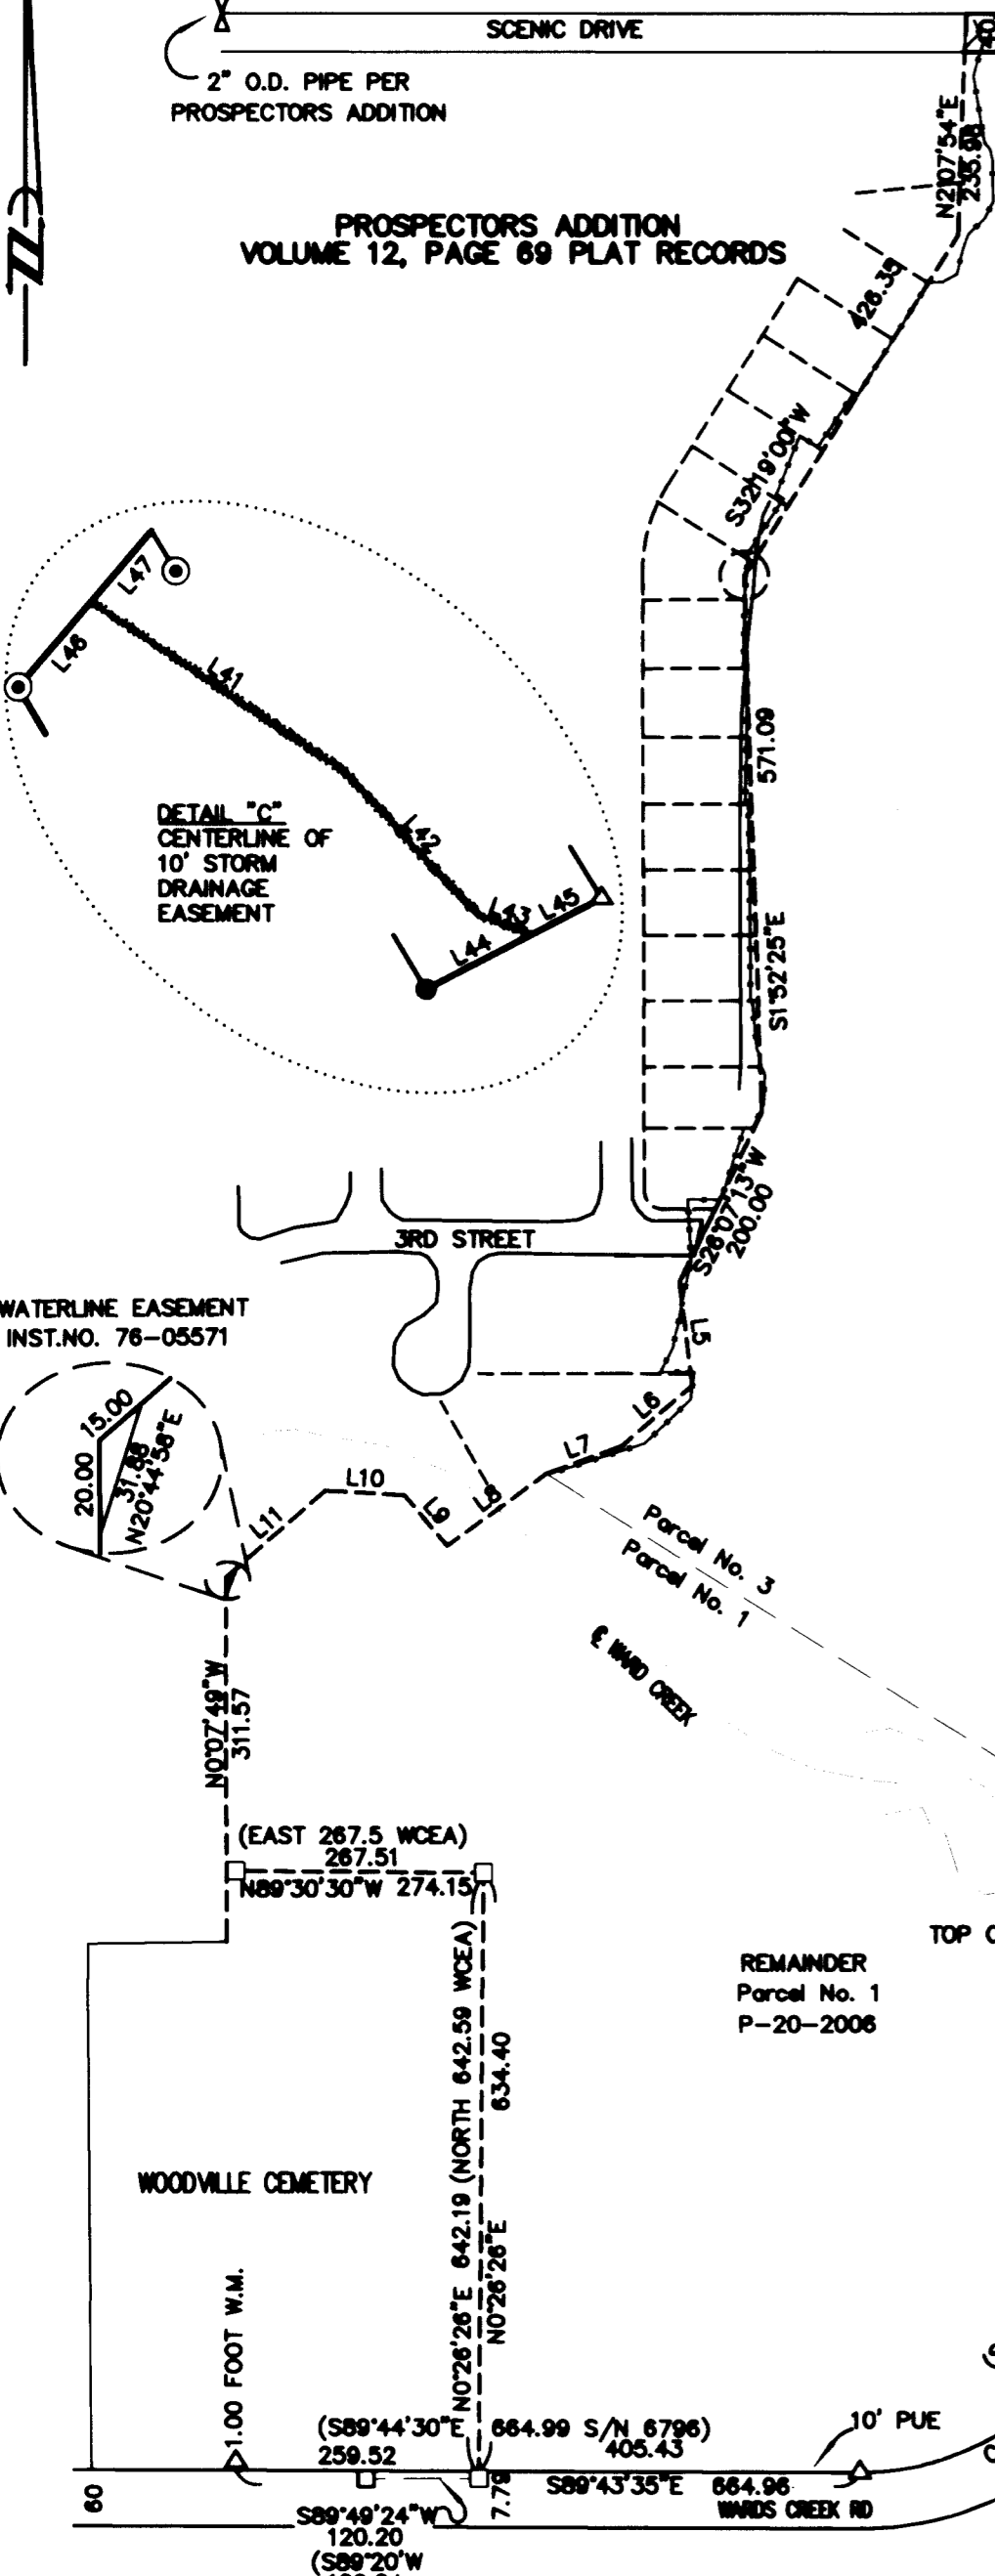 SCENIC DRIVE
40
2" O.D. PIPE PER
PROSPECTORS ADDITION
N2°07'54"E
235.98
PROSPECTORS ADDITION
VOLUME 12, PAGE 69 PLAT RECORDS
426.35
S32°19'00"W
L47
L46
L41
571.09
DETAIL "C"
CENTERLINE OF
10' STORM
DRAINAGE
EASEMENT
L42
L43
L45
L44
S1°52'25"E
S26°07'13"W
200.00
3RD STREET
WATERLINE EASEMENT
INST.NO. 76-05571
L5
15.00
20.00
31.88
N20°44'58"E
L6
L7
L10
L8
L9
L11
Parcel No. 3
Parcel No. 1
₵ WARD CREEK
N0°07'49"W
311.57
(EAST 267.5 WCEA)
267.51
N89°30'30"W 274.15
TOP
REMAINDER
Parcel No. 1
P-20-2006
N0°26'26"E 642.19 (NORTH 642.59 WCEA)
634.40
N0°26'26"E
WOODVILLE CEMETERY
1.00 FOOT W.M.
(S89°44'30"E 664.99 S/N 6796)
259.52
405.43
10' PUE
60
7.79
S89°43'35"E 664.96
WARDS CREEK RD
S89°49'24"W
120.20
(S89°20'W